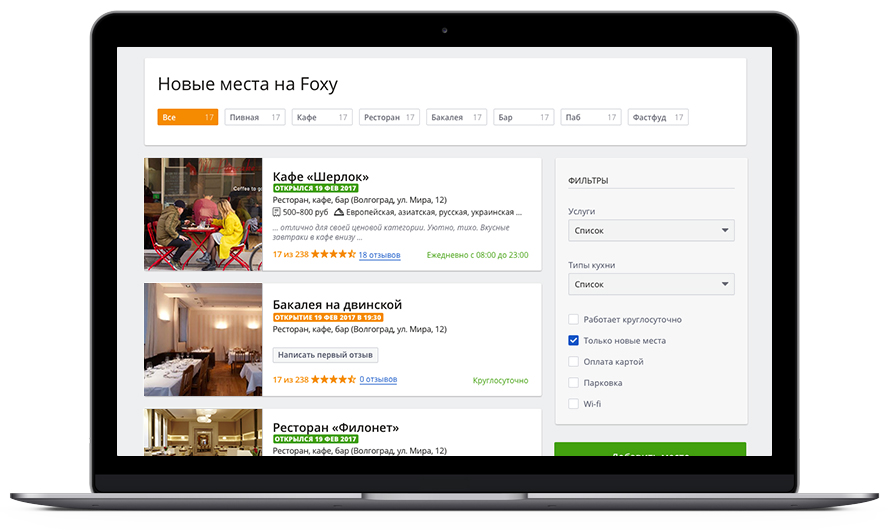 Новые места на Foxy
Все 17
Пивная 17
Кафе 17
Ресторан 17
Бакалея 17
Бар 17
Паб 17
Фастфуд 17
Coffee to go
Кафе «Шерлок»
ОТКРЫЛСЯ 19 ФЕВ 2017
Ресторан, кафе, бар (Волгоград, ул. Мира, 12)
500–800 руб Европейская, азиатская, русская, украинская ...
... отлично для своей ценовой категории. Уютно, тихо. Вкусные
завтраки в кафе внизу ...
17 из 238 18 отзывов Ежедневно с 08:00 до 23:00
Бакалея на двинской
ОТКРЫТИЕ 19 ФЕВ 2017 В 19:30
Ресторан, кафе, бар (Волгоград, ул. Мира, 12)
Написать первый отзыв
17 из 238 0 отзывов Круглосуточно
Ресторан «Филонет»
ОТКРЫЛСЯ 19 ФЕВ 2017
Ресторан, кафе, бар (Волгоград, ул. Мира, 12)
ФИЛЬТРЫ
Услуги
Список
Типы кухни
Список
Работает круглосуточно
Только новые места
Оплата картой
Парковка
Wi-fi
Добавить место